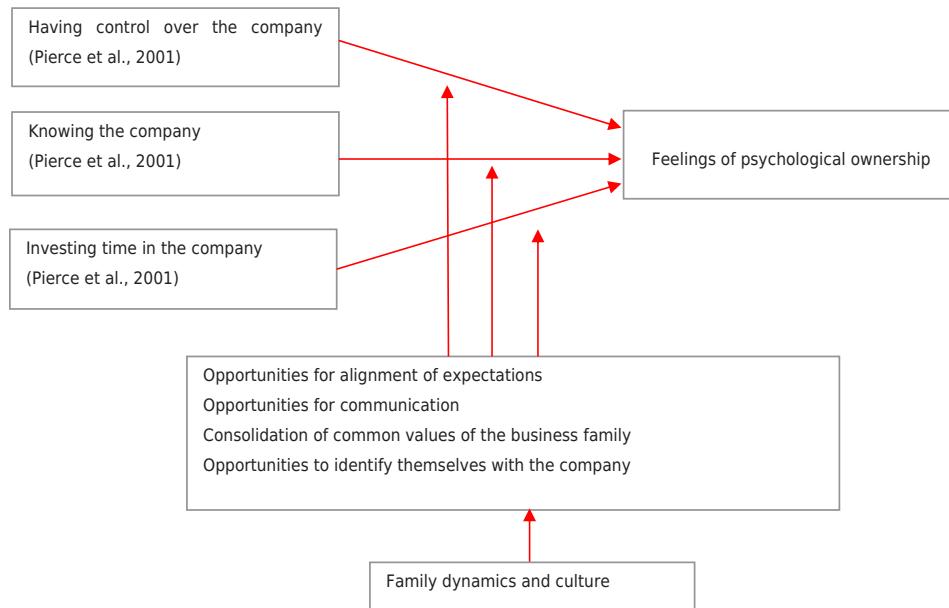 Having control over the company
(Pierce et al., 2001)
Knowing the company
(Pierce et al., 2001)
Feelings of psychological ownership
Investing time in the company
(Pierce et al., 2001)
Opportunities for alignment of expectations
Opportunities for communication
Consolidation of common values of the business family
Opportunities to identify themselves with the company
Family dynamics and culture